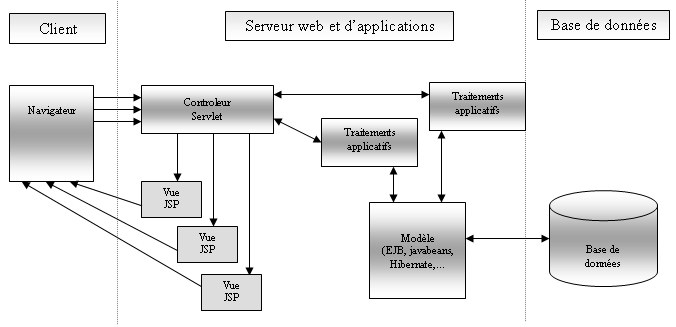 Client
Serveur web et d'applications
Base de données
Navigateur
Controleur
Servlet
Traitements
applicatifs
Traitements
applicatifs
Vue
JSP
Vue
JSP
Vue
JSP
Modèle
(EJB, javabeans,
Hibernate,...
Base de
données